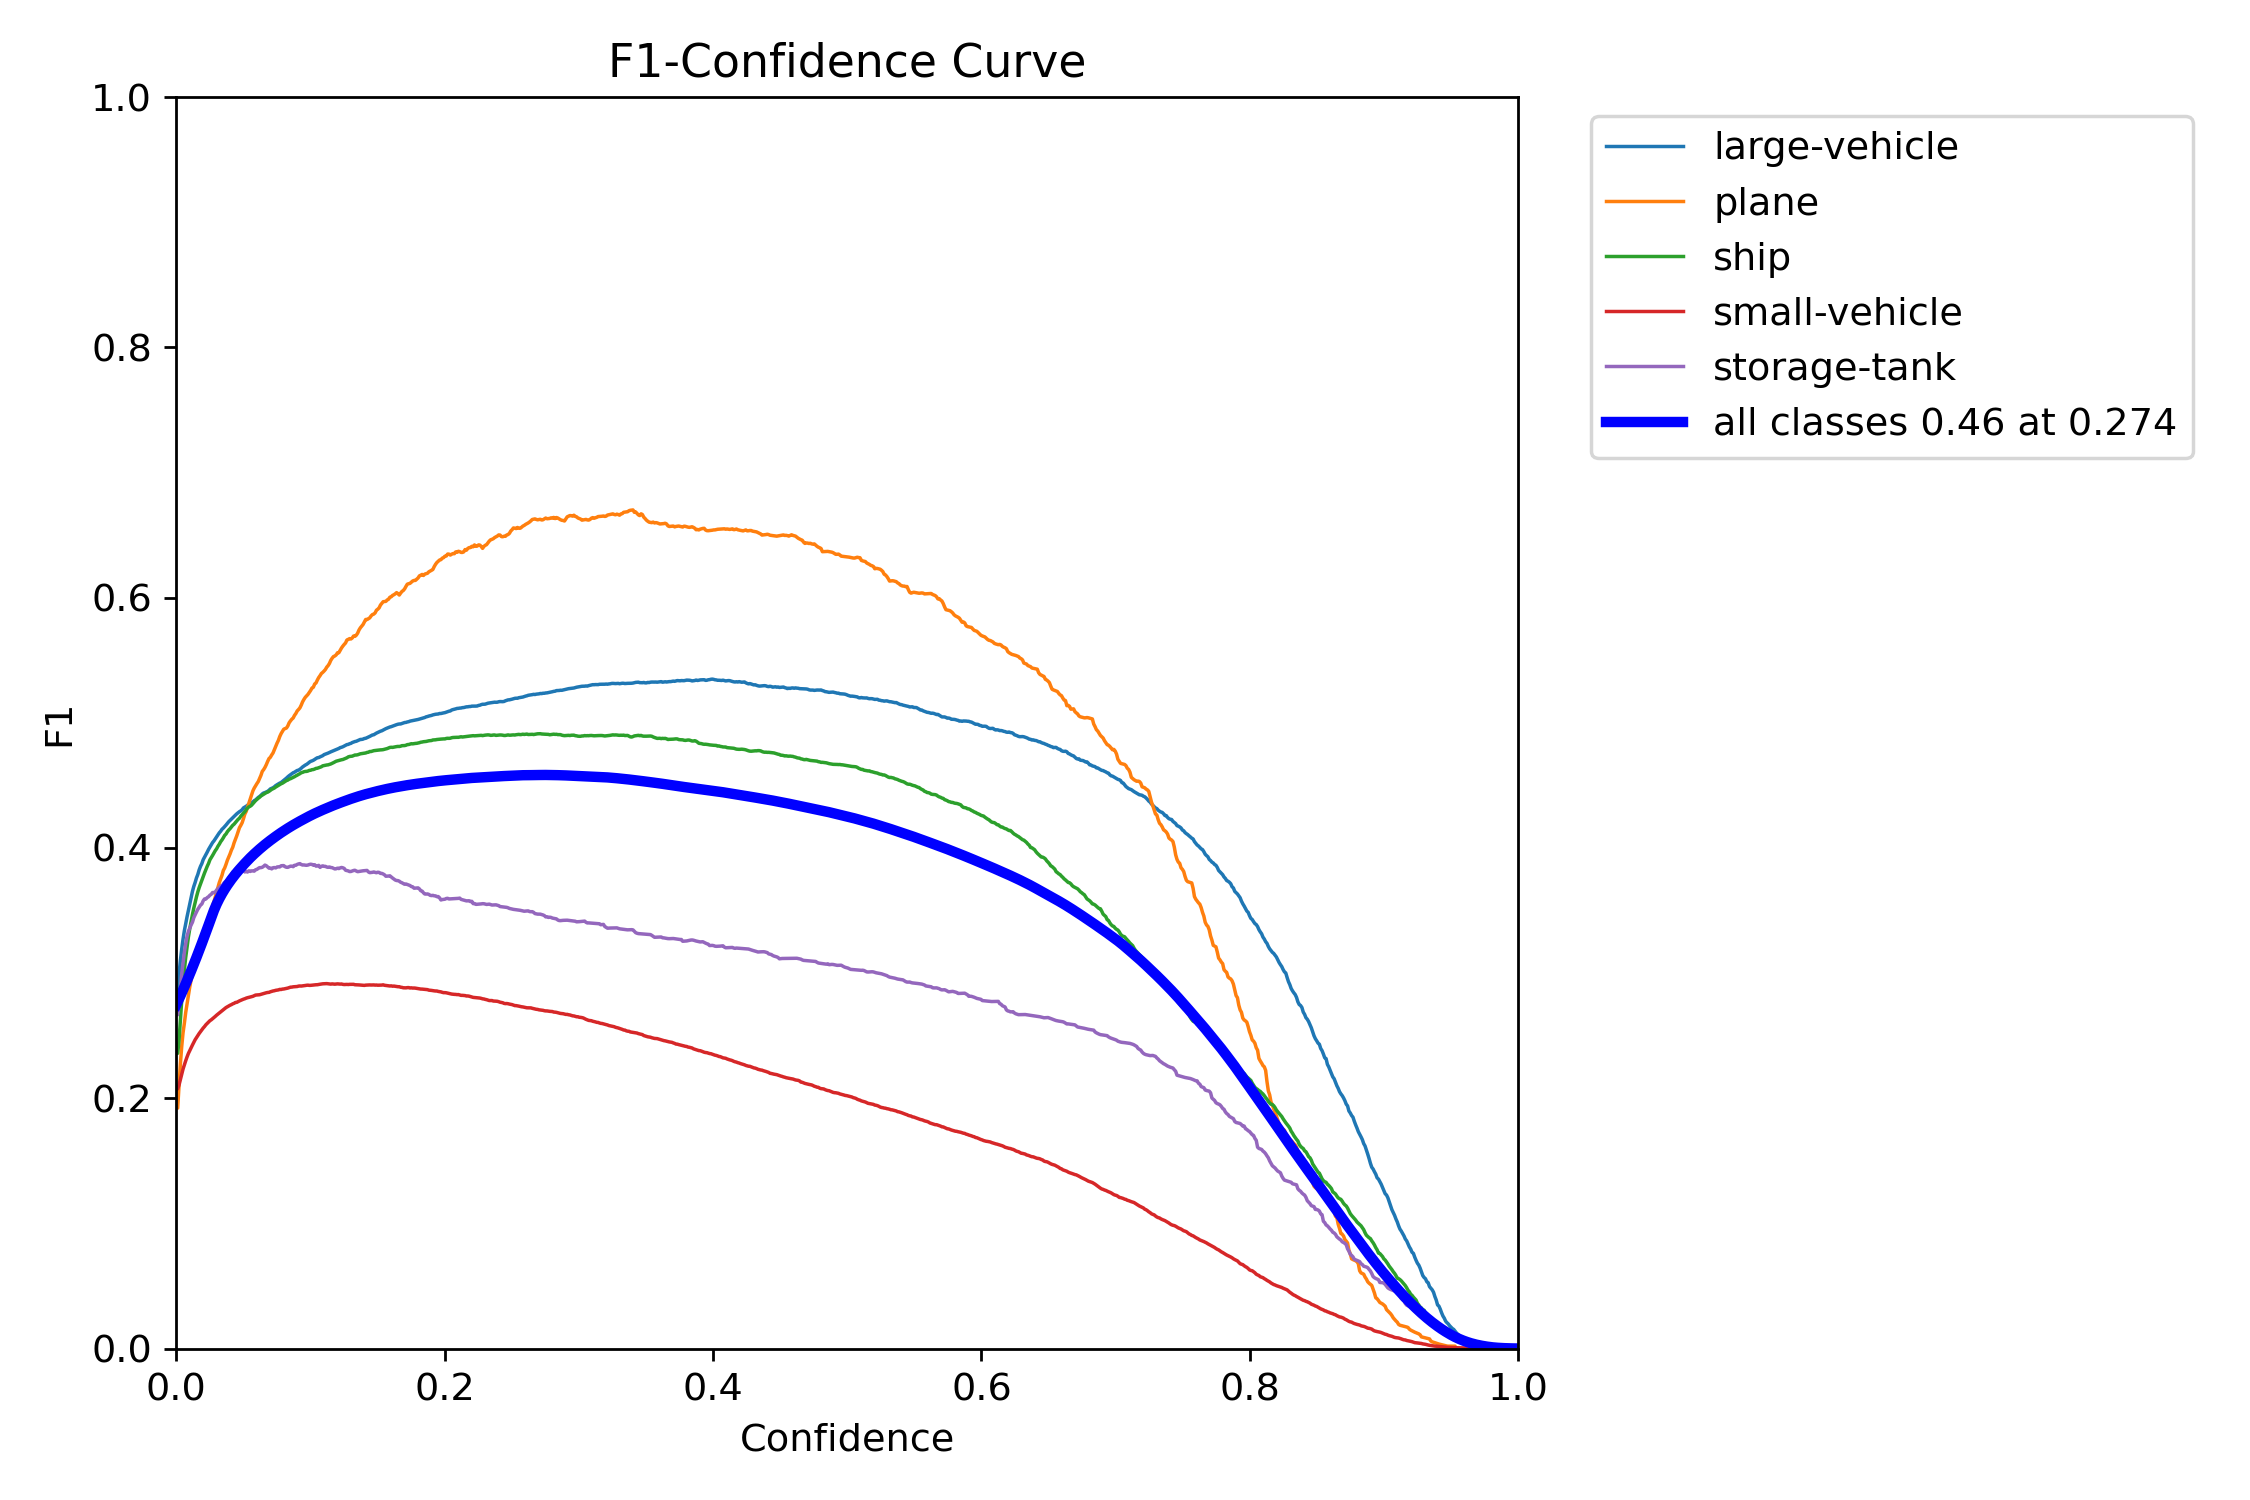 F1-Confidence Curve
1.0
0.8
0.6
0.4
0.2
0.0
F1
0.0 0.2 0.4 0.6 0.8 1.0
Confidence
large-vehicle
plane
ship
small-vehicle
storage-tank
all classes 0.46 at 0.274